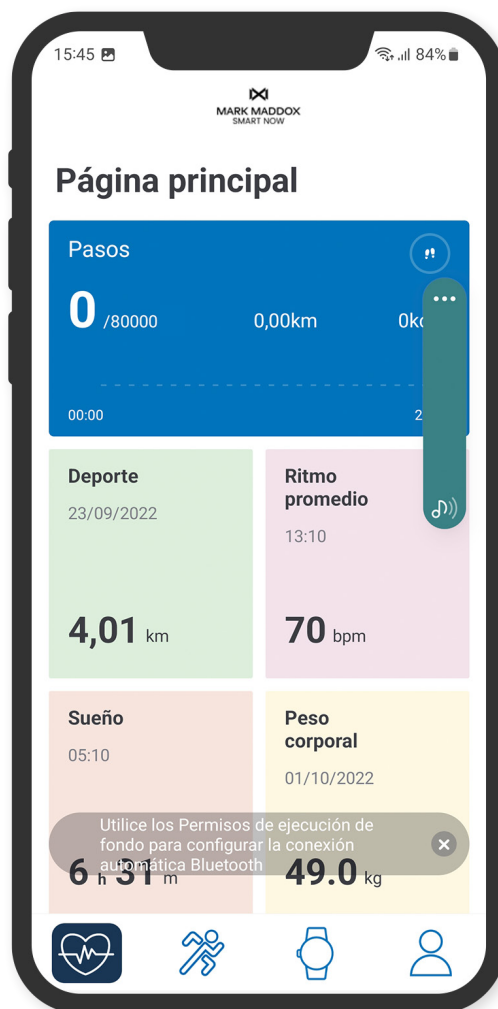 15:45 84%
MARK MADDOX
SMART NOW
Página principal
Pasos
0 /80000 0,00km
00:00
Deporte
23/09/2022
4,01 km
Ritmo
promedio
13:10
70 bpm
Sueño
05:10
6 h 31 m
Peso
corporal
01/10/2022
49.0 kg
Utilice los Permisos de ejecución de
fondo para configurar la conexión
automática Bluetooth